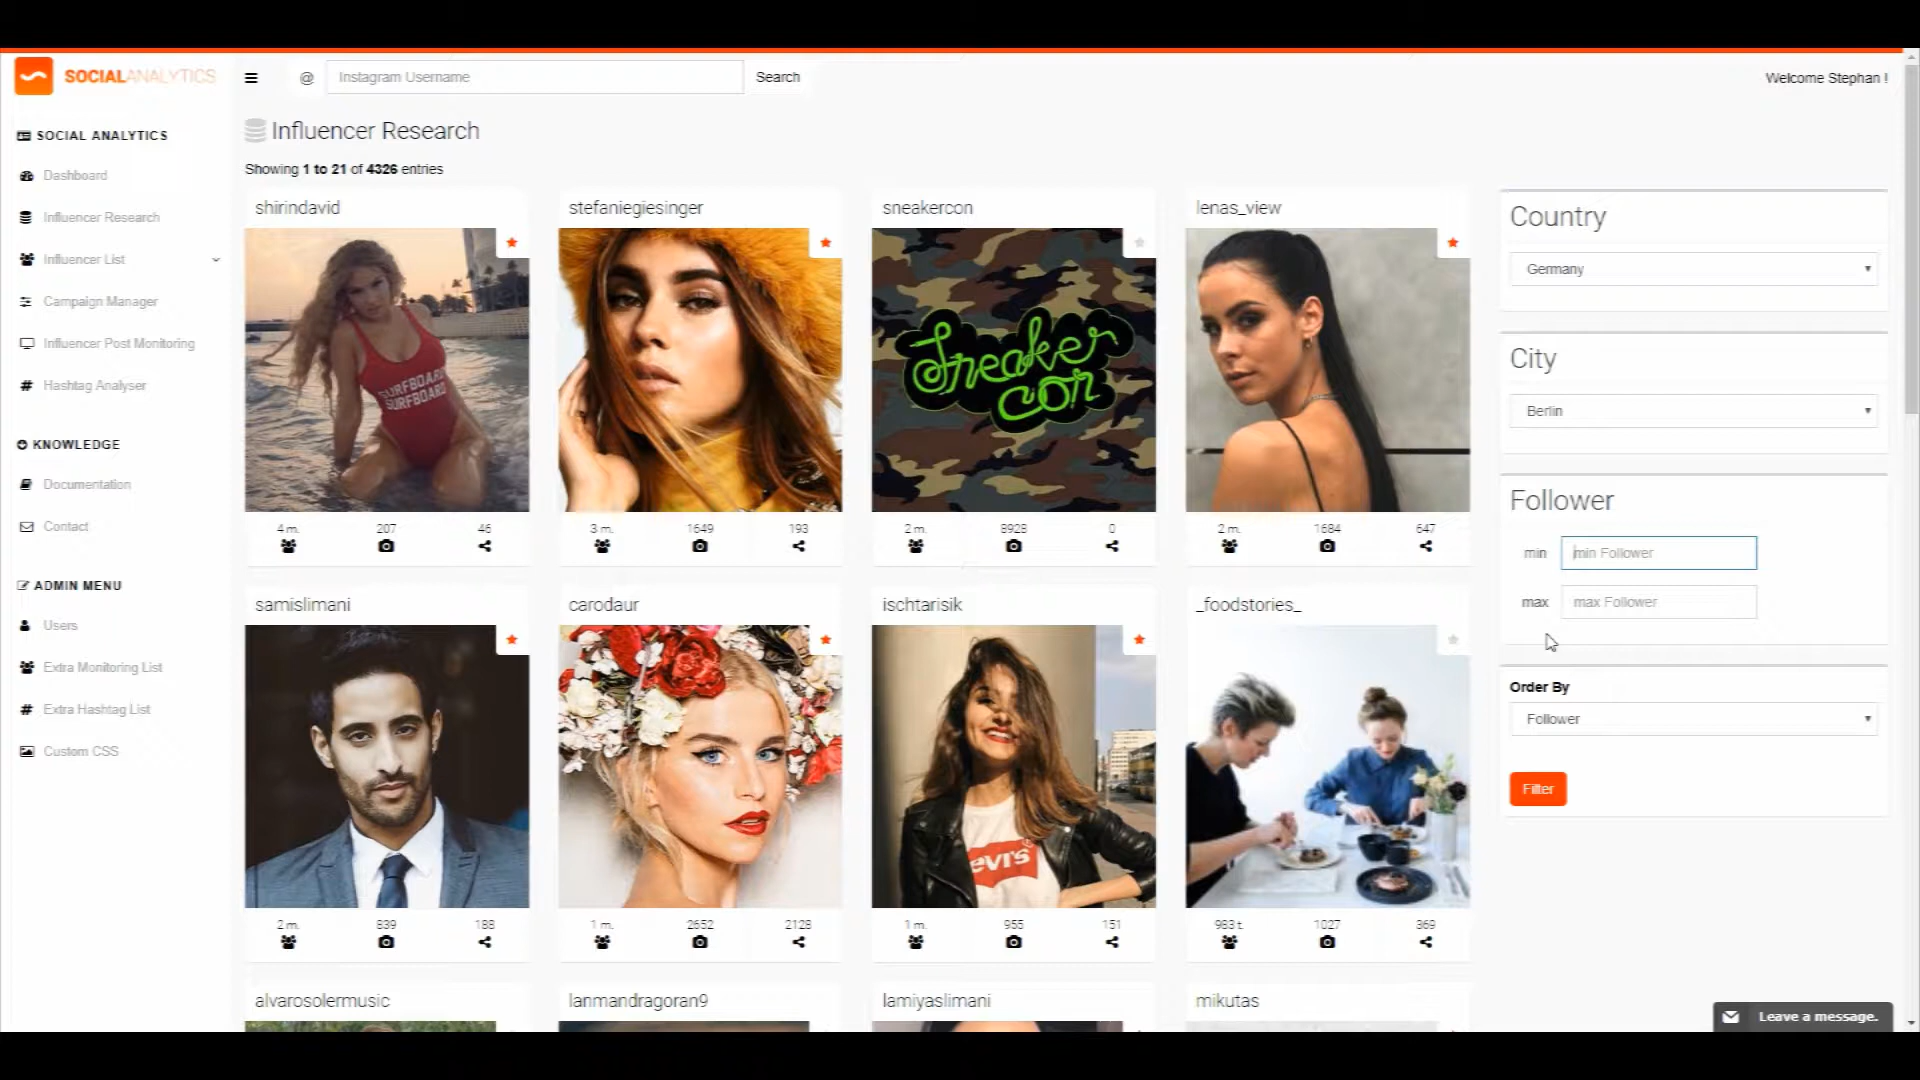 SOCIALANALYTICS
@ Instagram Username Search
Welcome Stephan !
SOCIAL ANALYTICS
Dashboard
Influencer Research
Influencer List
Campaign Manager
Influencer Post Monitoring
# Hashtag Analyser
KNOWLEDGE
Documentation
Contact
ADMIN MENU
Users
Extra Monitoring List
# Extra Hashtag List
Custom CSS
Influencer Research
Showing 1 to 21 of 4326 entries
shirindavid
SURFBOARD
SURFBOARD
4 m. 207 46
stefaniegiesinger
3 m. 1649 193
sneakercon
Sneaker
con
2 m. 8928 0
lenas_view
2 m. 1684 647
samislimani
2 m. 839 188
carodaur
1 m. 2652 2128
ischtarisik
1 m. 955 151
_foodstories_
983 t. 1027 369
alvarosolermusic
lamiyaslimani
mikutas
Country
Germany
City
Berlin
Follower
min min Follower
max max Follower
Order By
Follower
Filter
Leave a message.